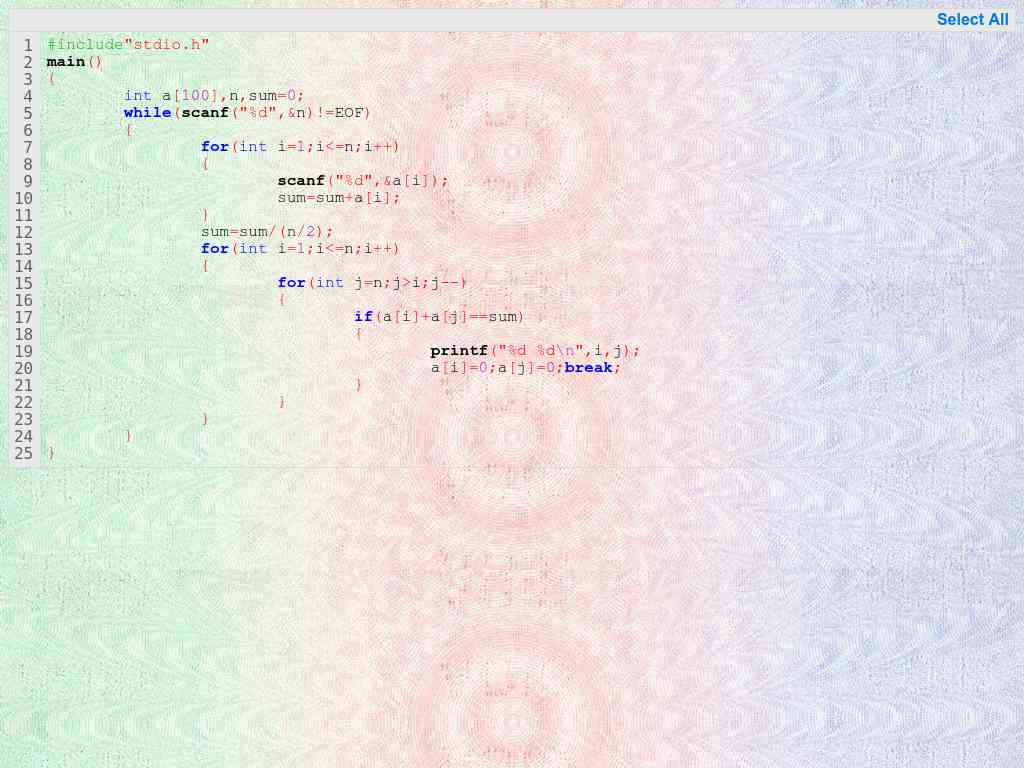 Select All
1 #include"stdio.h"
2 main()
3 {
4         int a[100],n,sum=0;
5         while(scanf("%d",&n)!=EOF)
6         {
7                 for(int i=1;i<=n;i++)
8                 {
9                         scanf("%d",&a[i]);
10                         sum=sum+a[i];
11                 }
12                 sum=sum/(n/2);
13                 for(int i=1;i<=n;i++)
14                 {
15                         for(int j=n;j>i;j--)
16                         {
17                                 if(a[i]+a[j]==sum)
18                                 {
19                                         printf("%d %d\n",i,j);
20                                         a[i]=0;a[j]=0;break;
21                                 }
22                         }
23                 }
24         }
25 }